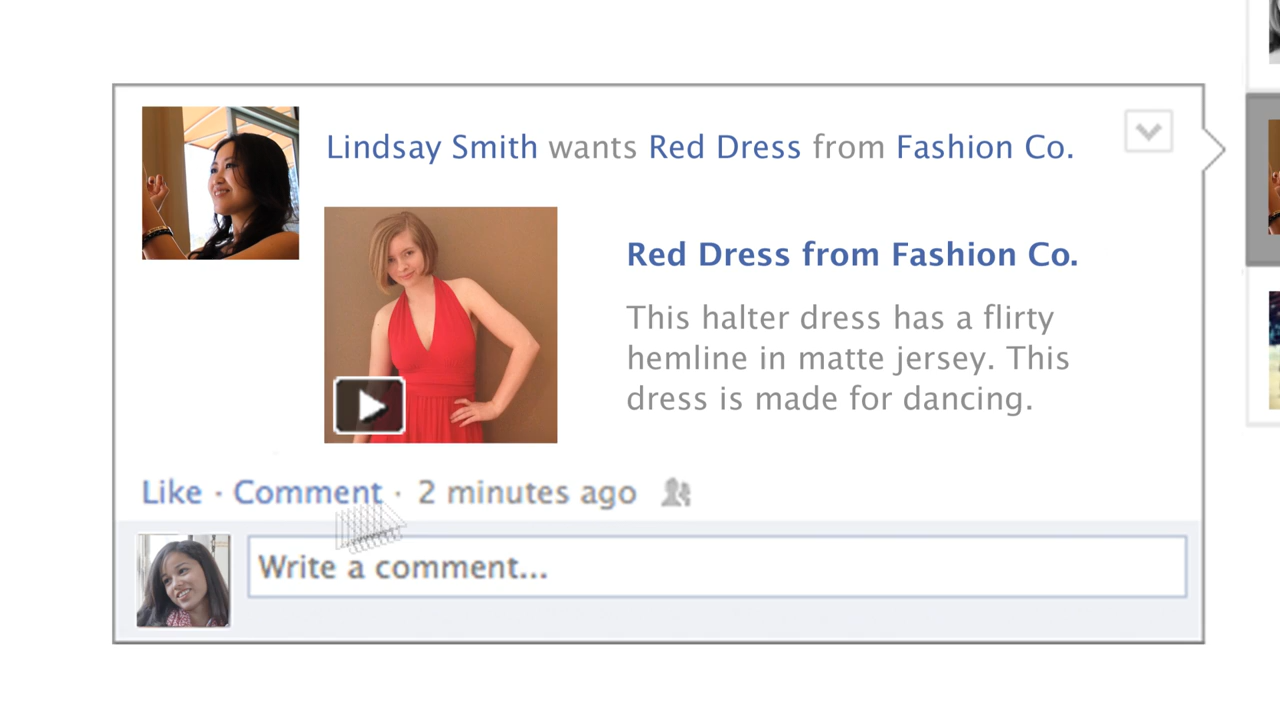 Lindsay Smith wants Red Dress from Fashion Co.
Red Dress from Fashion Co.
This halter dress has a flirty
hemline in matte jersey. This
dress is made for dancing.
Like · Comment · 2 minutes ago
Write a comment...